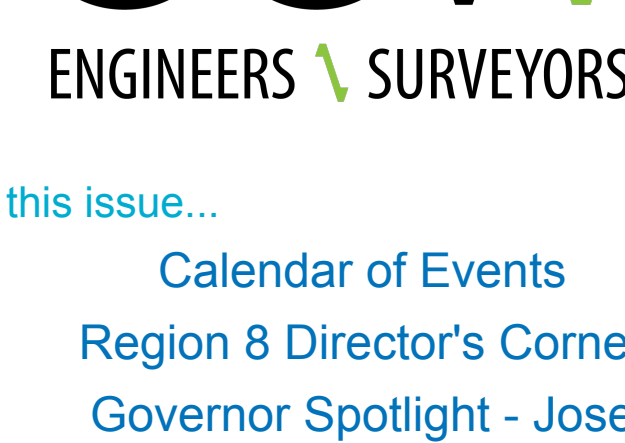 ENGINEERS SURVEYORS
this issue...
Calendar of Events
Region 8 Director's Corne
Governor Spotlight - Jose